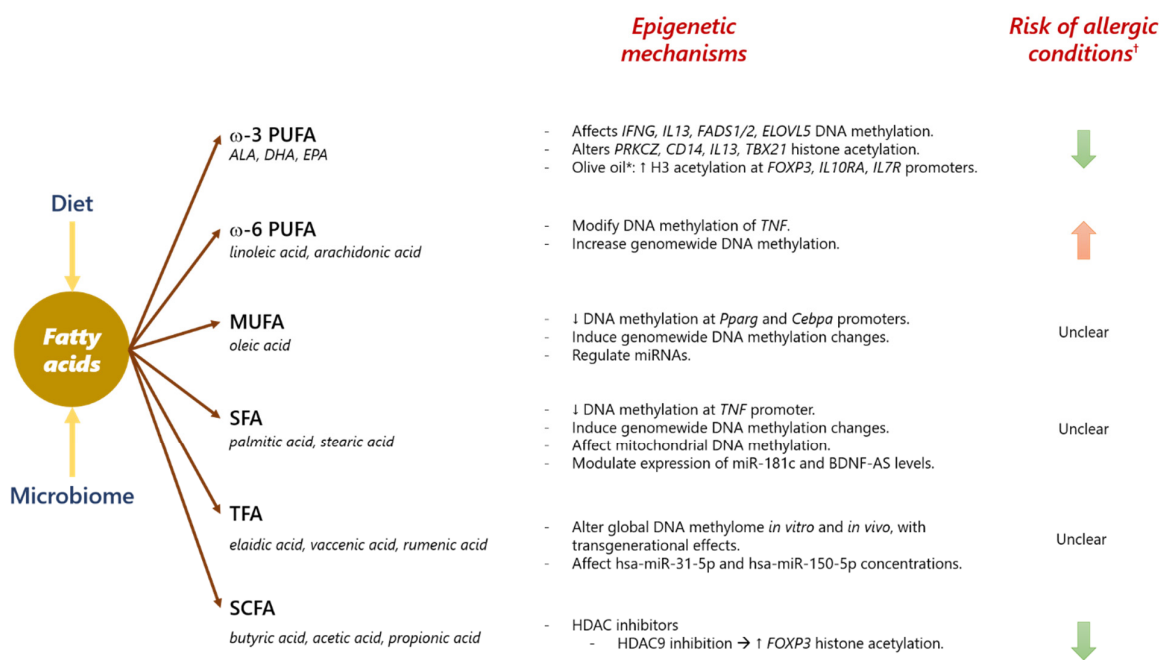 Epigenetic
mechanisms
Risk of allergic
conditions†
Diet
Fatty
acids
Microbiome
ω-3 PUFA
ALA, DHA, EPA
- Affects IFNG, IL13, FADS1/2, ELOVL5 DNA methylation.
- Alters PRKCZ, CD14, IL13, TBX21 histone acetylation.
- Olive oil*: ↑ H3 acetylation at FOXP3, IL10RA, IL7R promoters.
ω-6 PUFA
linoleic acid, arachidonic acid
- Modify DNA methylation of TNF.
- Increase genomewide DNA methylation.
MUFA
oleic acid
- ↓ DNA methylation at Pparg and Cebpa promoters.
- Induce genomewide DNA methylation changes.
- Regulate miRNAs.
Unclear
SFA
palmitic acid, stearic acid
- ↓ DNA methylation at TNF promoter.
- Induce genomewide DNA methylation changes.
- Affect mitochondrial DNA methylation.
- Modulate expression of miR-181c and BDNF-AS levels.
Unclear
TFA
elaidic acid, vaccenic acid, rumenic acid
- Alter global DNA methylome in vitro and in vivo, with
transgenerational effects.
- Affect hsa-miR-31-5p and hsa-miR-150-5p concentrations.
Unclear
SCFA
butyric acid, acetic acid, propionic acid
- HDAC inhibitors
- HDAC9 inhibition → ↑ FOXP3 histone acetylation.